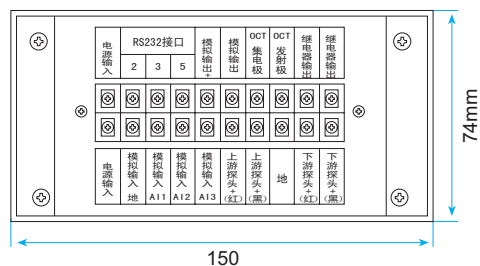 电源输入
RS232接口
2 3 5
模拟输出+
模拟输出
OCT集电极
OCT发射极
继电器输出
继电器输出
电源输入
模拟输入地
模拟输入AI1
模拟输入AI2
模拟输入AI3
上游探头+(红)
上游探头+(黑)
地
下游探头+(红)
下游探头+(黑)
74mm
150